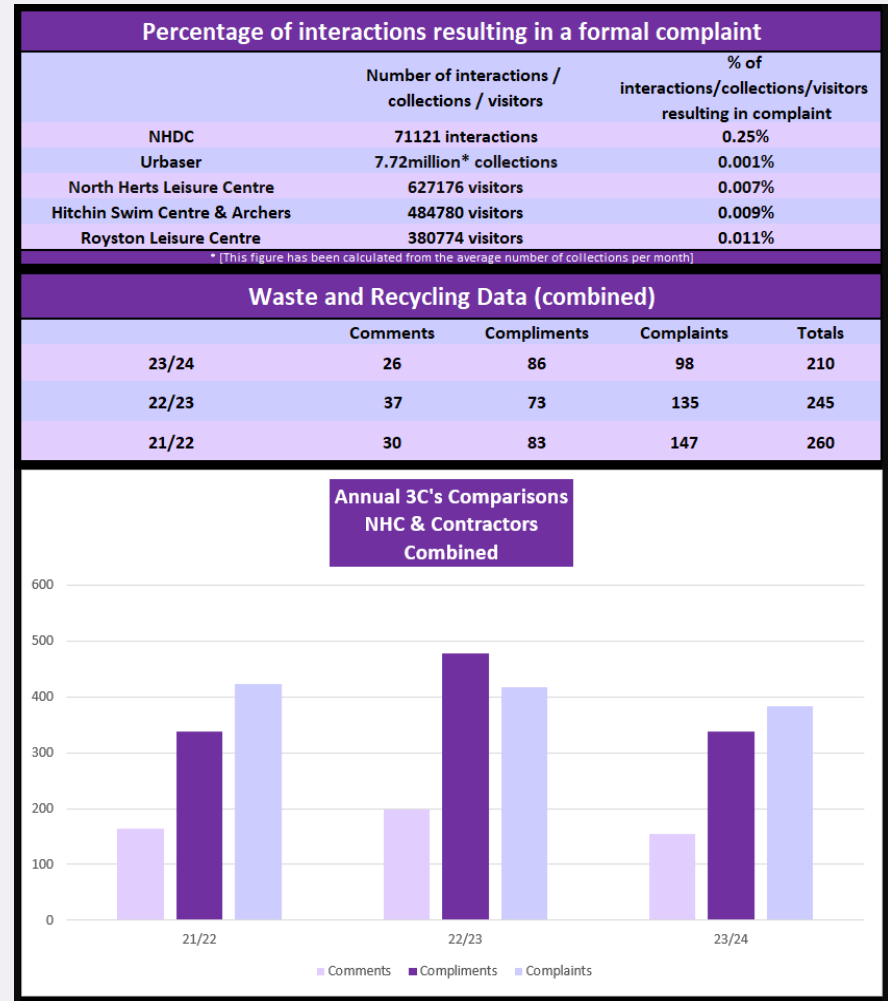 Percentage of interactions resulting in a formal complaint
Number of interactions / collections / visitors
% of interactions/collections/visitors resulting in complaint
NHDC 71121 interactions 0.25%
Urbaser 7.72million* collections 0.001%
North Herts Leisure Centre 627176 visitors 0.007%
Hitchin Swim Centre & Archers 484780 visitors 0.009%
Royston Leisure Centre 380774 visitors 0.011%
* [This figure has been calculated from the average number of collections per month]
Waste and Recycling Data (combined)
Comments Compliments Complaints Totals
23/24 26 86 98 210
22/23 37 73 135 245
21/22 30 83 147 260
Annual 3C's Comparisons
NHC & Contractors
Combined
600
500
400
300
200
100
0
21/22 22/23 23/24
Comments Compliments Complaints